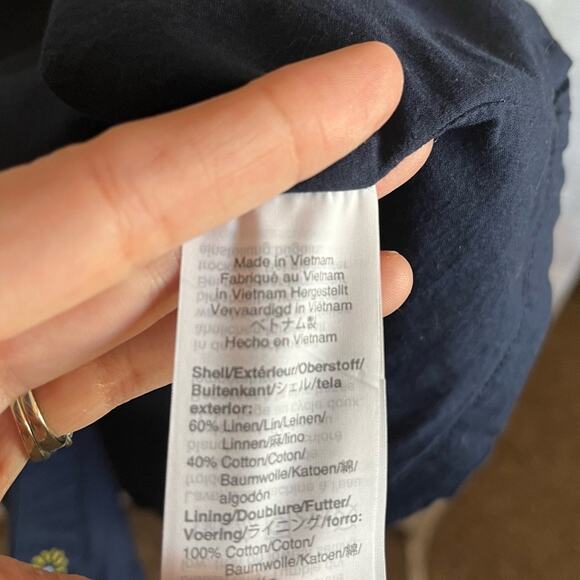 Made in Vietnam
Fabriqué au Vietnam
In Vietnam Hergestellt
Vervaardigd in Vietnam
ベトナム製
Hecho en Vietnam
Shell/Extérieur/Oberstoff/
Buitenkant/シェル/tela
exterior:
60% Linen/Lin/Leinen/
Linnen/麻/lino
40% Cotton/Coton/
Baumwolle/Katoen/綿/
algodón
Lining/Doublure/Futter/
Voering/ライニング/forro:
100% Cotton/Coton/
Baumwolle/Katoen/綿/